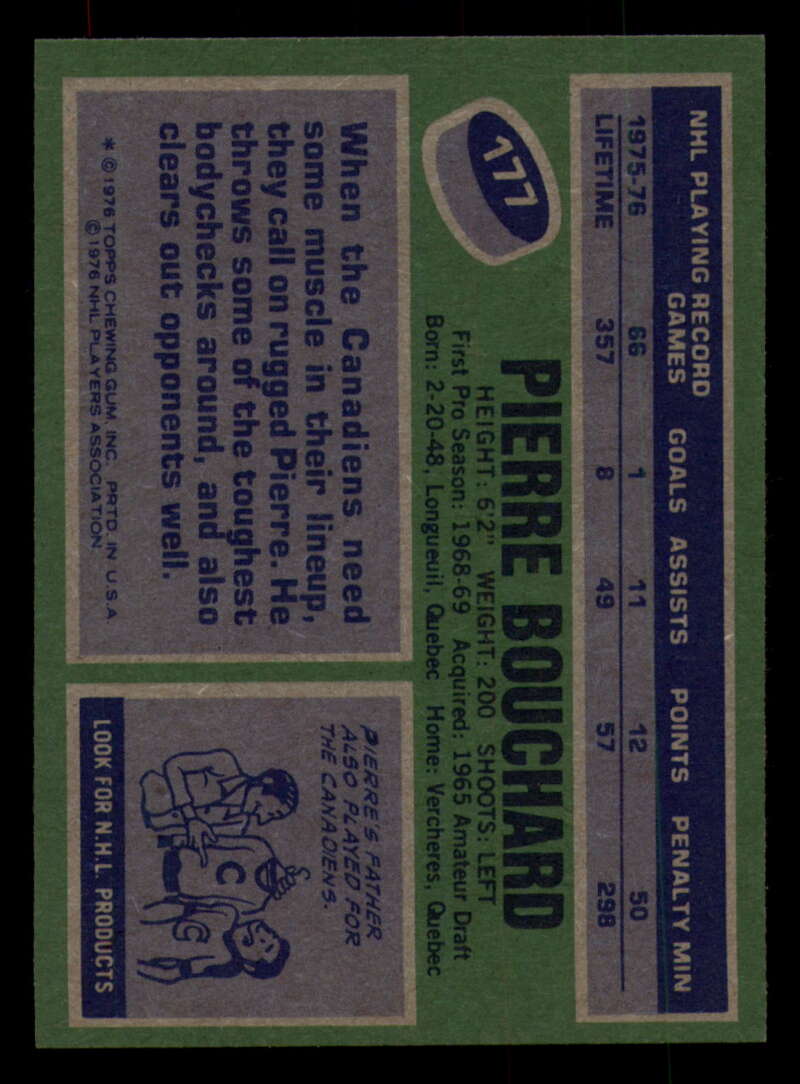 NHL PLAYING RECORD
GAMES GOALS ASSISTS POINTS PENALTY MIN
1975-76 66 1 11 12 50
LIFETIME 357 8 49 57 298
177
PIERRE BOUCHARD
HEIGHT: 6'2" WEIGHT: 200 SHOOTS: LEFT
First Pro Season: 1968-69 Acquired: 1965 Amateur Draft
Born: 2-20-48, Longueuil, Quebec Home: Vercheres, Quebec
When the Canadiens need
some muscle in their lineup,
they call on rugged Pierre. He
throws some of the toughest
bodychecks around, and also
clears out opponents well.
* © 1976 TOPPS CHEWING GUM, INC. PRTD. IN U.S.A.
© 1976 NHL PLAYERS ASSOCIATION
PIERRE'S FATHER
ALSO PLAYED FOR
THE CANADIENS.
C
C
LOOK FOR N.H.L. PRODUCTS